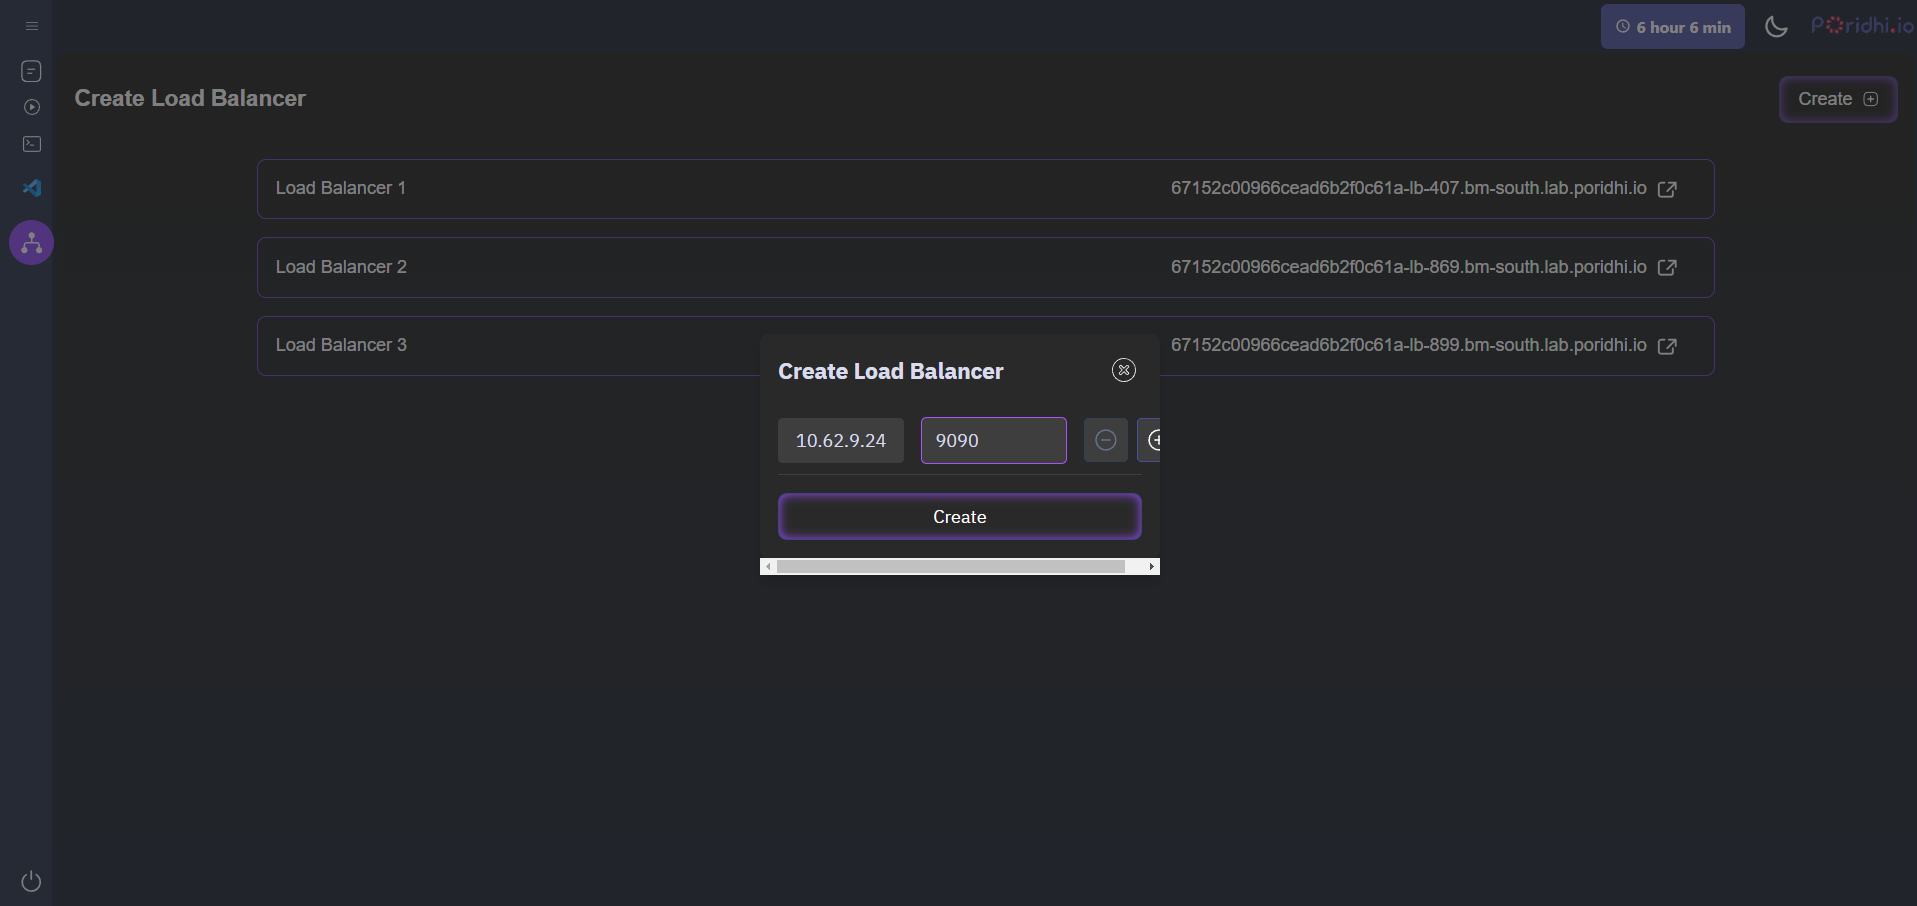 6 hour 6 min
Poridhi.io
Create Load Balancer
Create
Load Balancer 1
67152c00966cead6b2f0c61a-lb-407.bm-south.lab.poridhi.io
Load Balancer 2
67152c00966cead6b2f0c61a-lb-869.bm-south.lab.poridhi.io
Load Balancer 3
67152c00966cead6b2f0c61a-lb-899.bm-south.lab.poridhi.io
Create Load Balancer
10.62.9.24
9090
Create